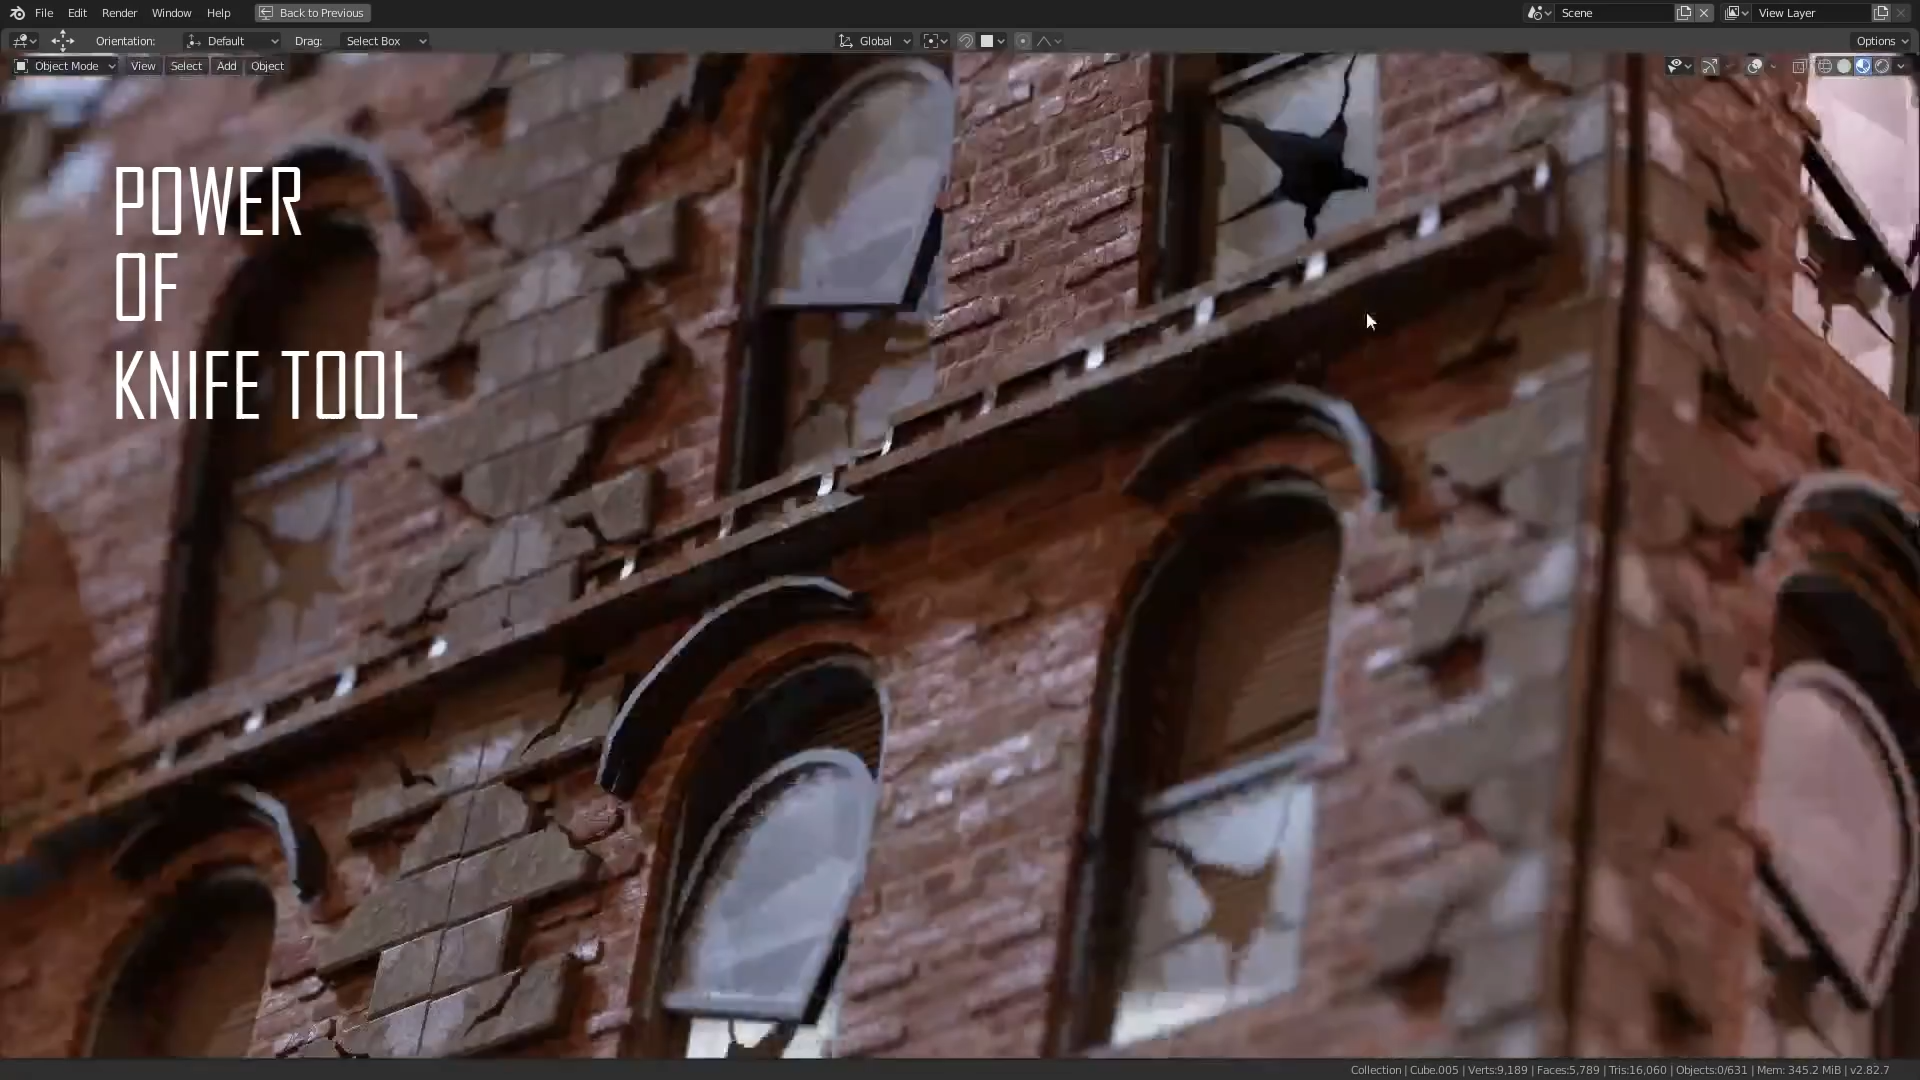 File Edit Render Window Help Back to Previous Scene View Layer
Orientation: Default Drag: Select Box Global Options
Object Mode View Select Add Object
POWER
OF
KNIFE TOOL
Collection | Cube.005 | Verts:9,189 | Faces:5,789 | Tris:16,060 | Objects:0/631 | Mem: 345.2 MiB | v2.82.7